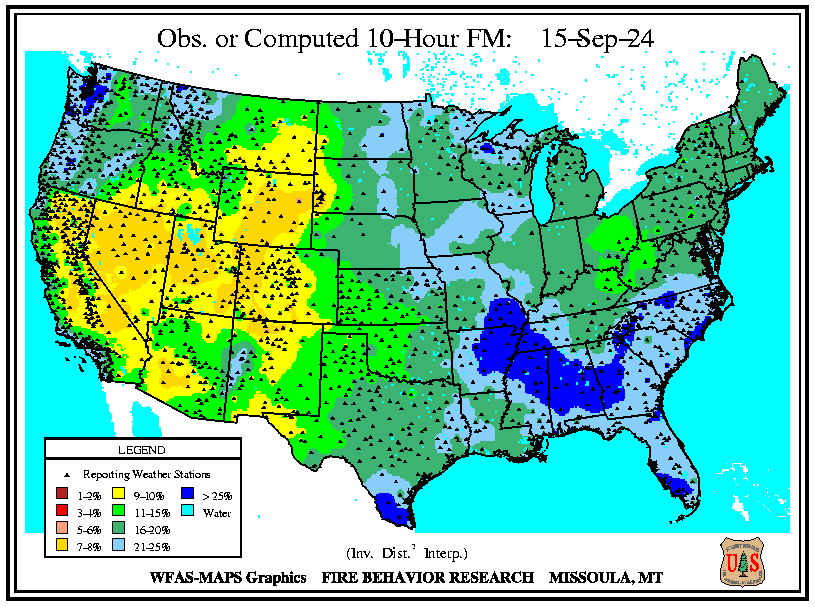 Obs. or Computed 10-Hour FM: 15-Sep-24
LEGEND
Reporting Weather Stations
1-2% 9-10% > 25%
3-4% 11-15% Water
5-6% 16-20%
7-8% 21-25%
(Inv. Dist.² Interp.)
WFAS-MAPS Graphics FIRE BEHAVIOR RESEARCH MISSOULA, MT
U S